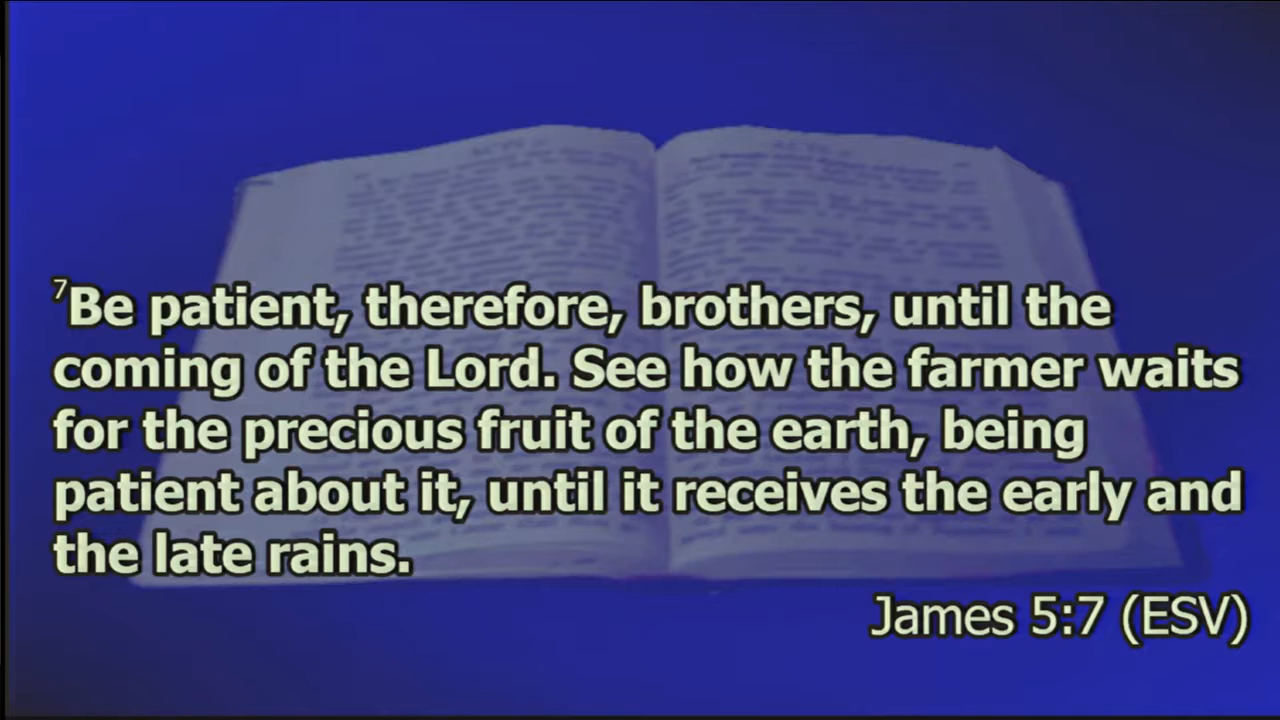 ⁷Be patient, therefore, brothers, until the
coming of the Lord. See how the farmer waits
for the precious fruit of the earth, being
patient about it, until it receives the early and
the late rains.
James 5:7 (ESV)